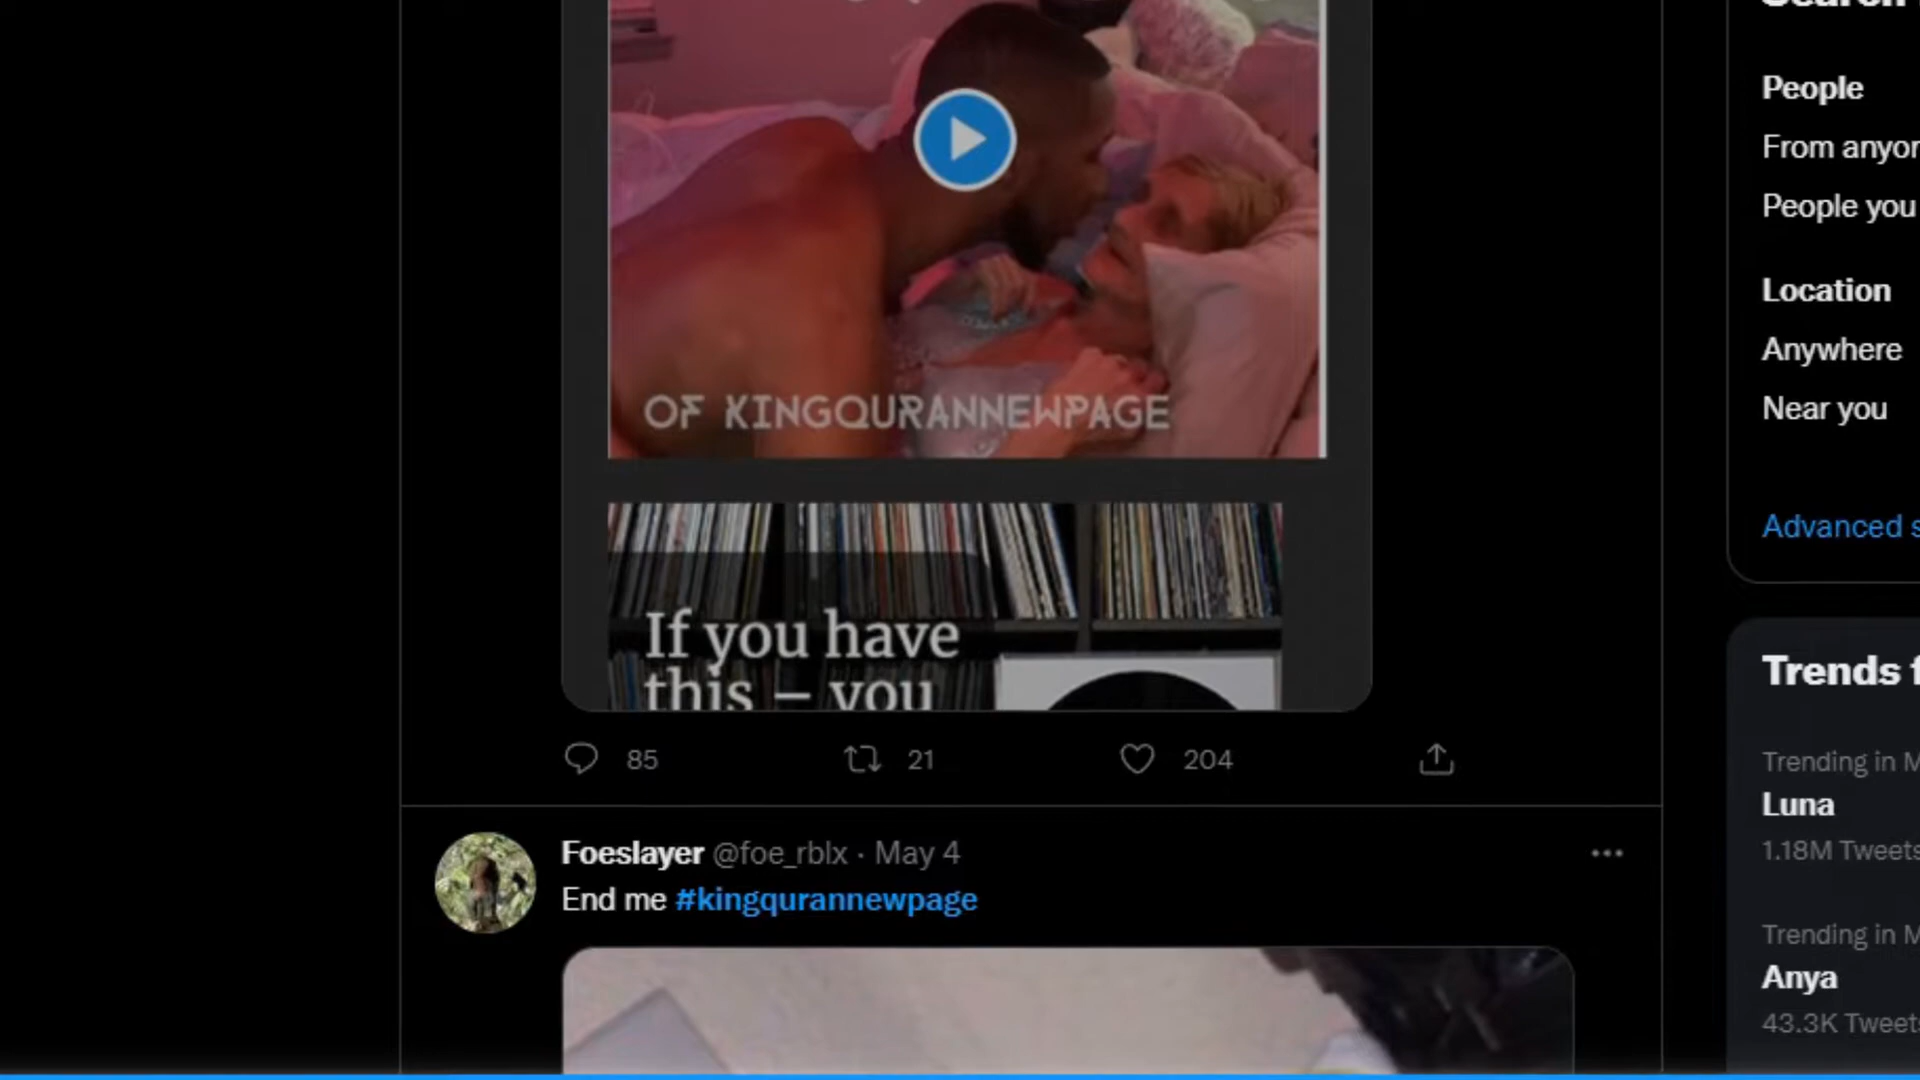 OF KINGQURANNEWPAGE
If you have
this – you
85
21
204
Foeslayer @foe_rblx · May 4
End me #kingqurannewpage
People
From anyor
People you
Location
Anywhere
Near you
Advanced s
Trends f
Trending in M
Luna
1.18M Tweets
Trending in M
Anya
43.3K Tweets